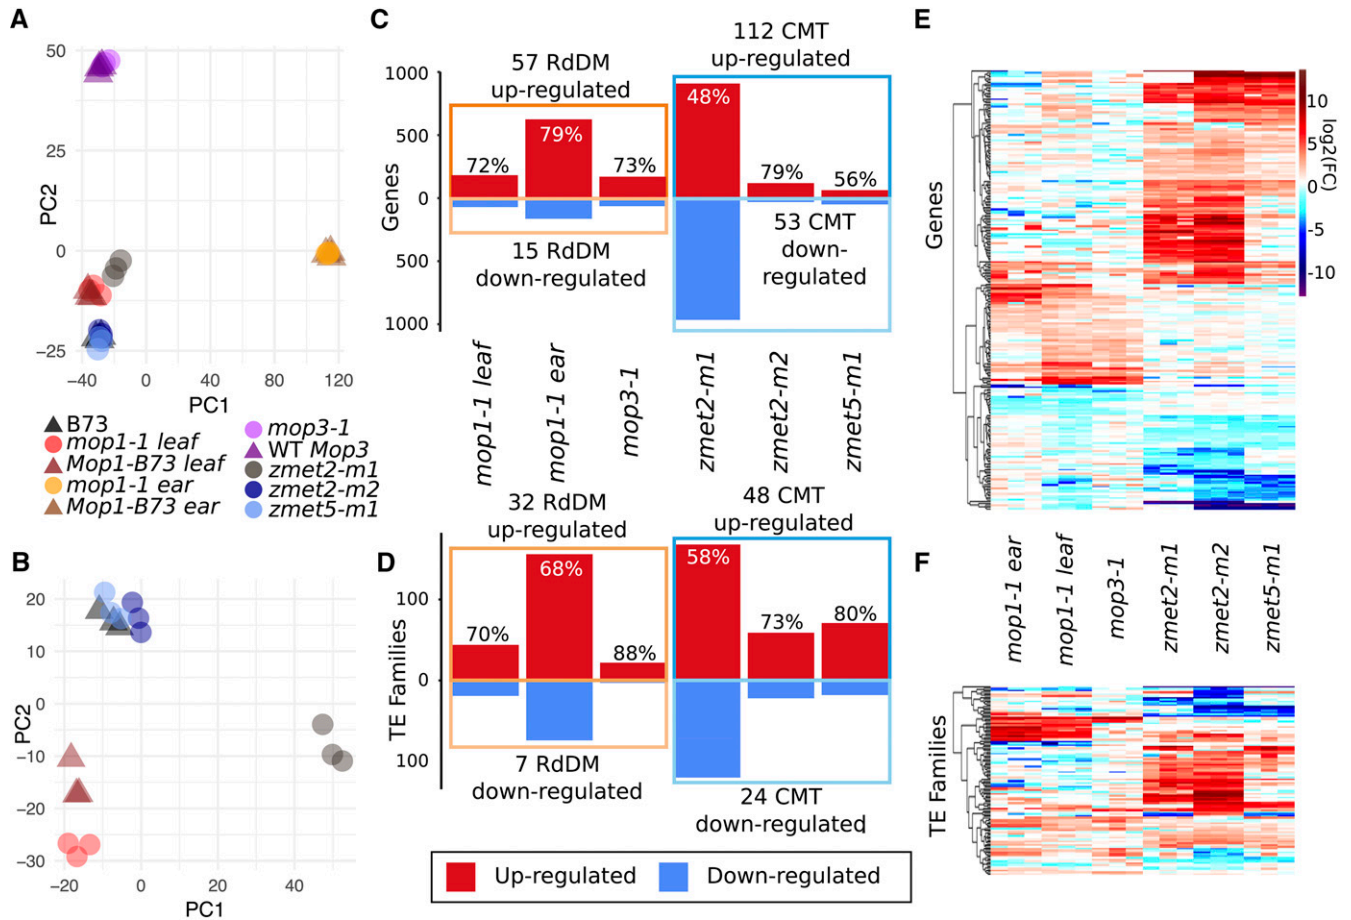 A
50
25
0
−25
PC2
−40
0
40
80
120
PC1
B73
mop1-1 leaf
Mop1-B73 leaf
mop1-1 ear
Mop1-B73 ear
mop3-1
WT Mop3
zmet2-m1
zmet2-m2
zmet5-m1
B
20
10
0
−10
−20
−30
PC2
−20
0
20
40
PC1
C
57 RdDM
up-regulated
112 CMT
up-regulated
1000
500
0
500
1000
Genes
72%
79%
73%
48%
79%
56%
15 RdDM
down-regulated
53 CMT
down-
regulated
mop1-1 leaf
mop1-1 ear
mop3-1
zmet2-m1
zmet2-m2
zmet5-m1
D
32 RdDM
up-regulated
48 CMT
up-regulated
100
0
100
TE Families
70%
68%
88%
58%
73%
80%
7 RdDM
down-regulated
24 CMT
down-regulated
Up-regulated
Down-regulated
E
Genes
10
5
0
-5
-10
log2(FC)
mop1-1 ear
mop1-1 leaf
mop3-1
zmet2-m1
zmet2-m2
zmet5-m1
F
TE Families